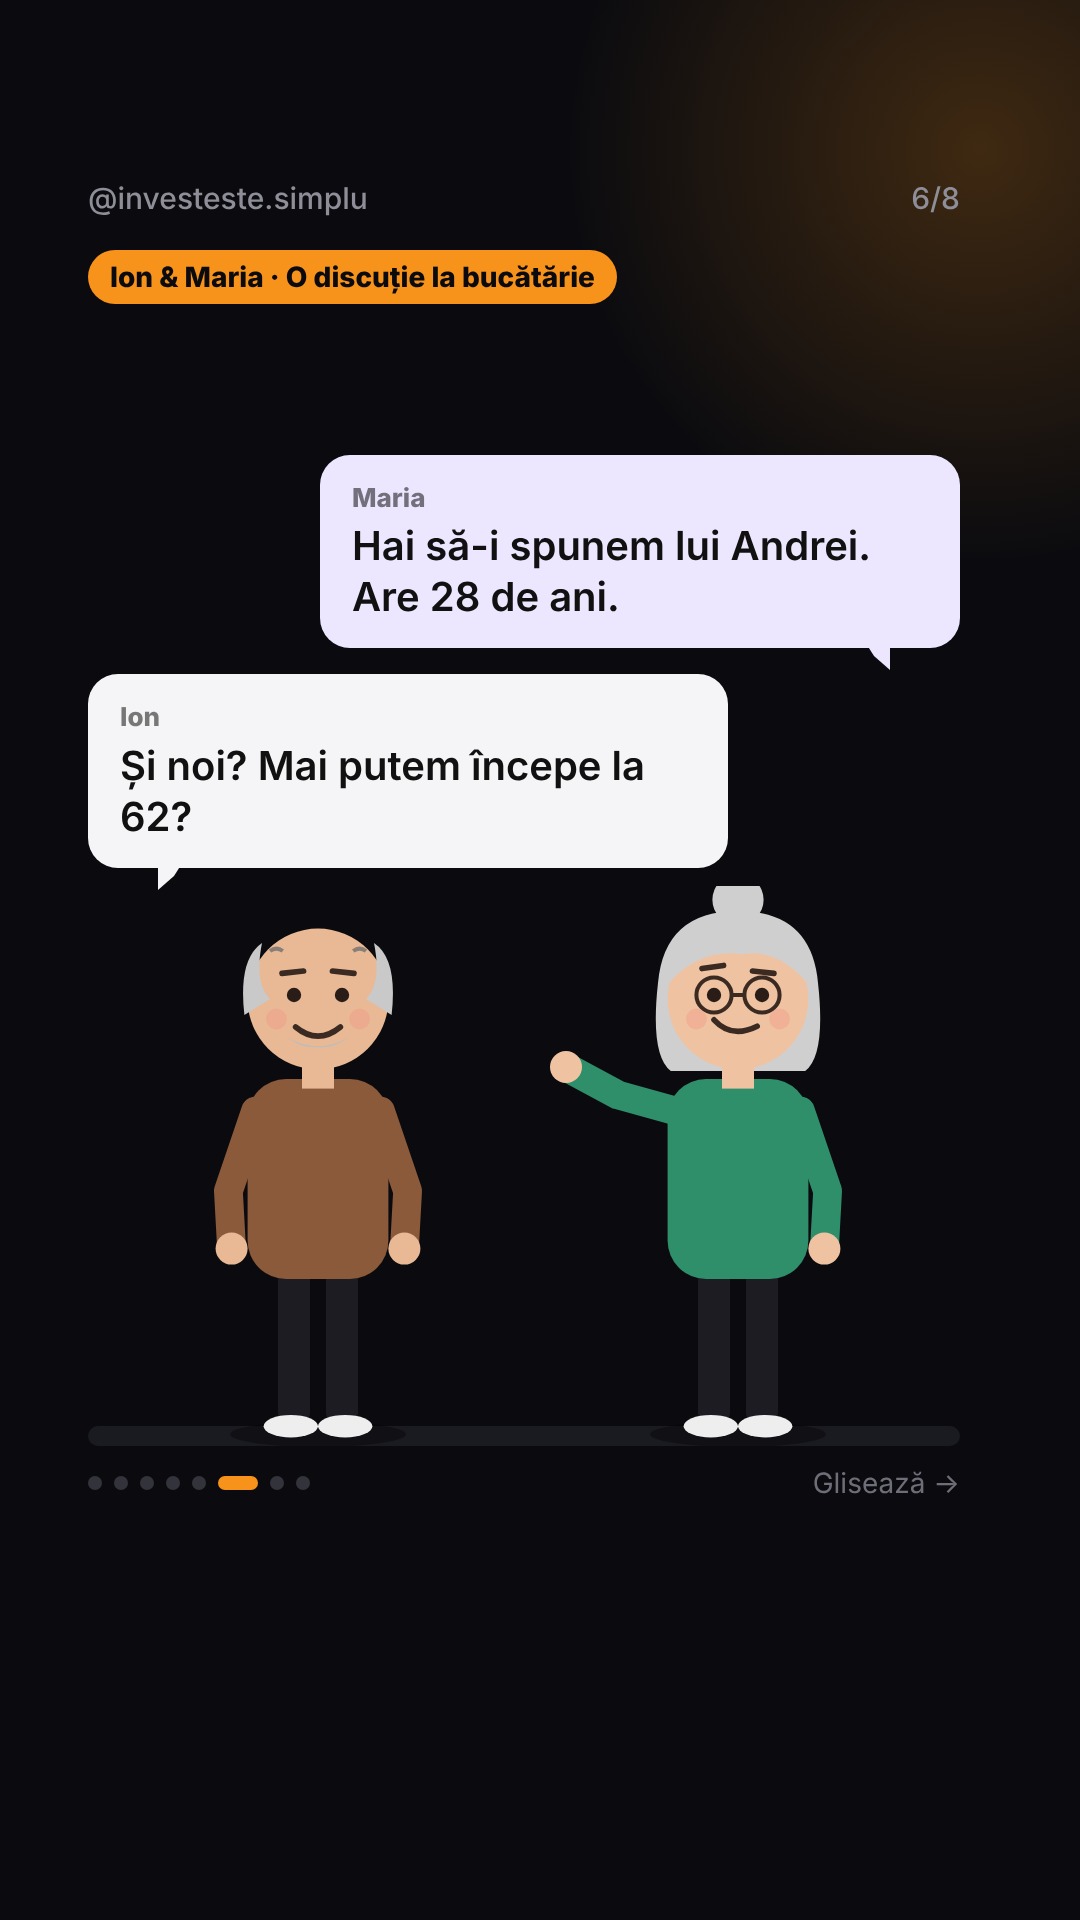 @investeste.simplu
6/8
Ion & Maria · O discuție la bucătărie
Maria
Hai să-i spunem lui Andrei.
Are 28 de ani.
Ion
Și noi? Mai putem începe la
62?
Glisează →